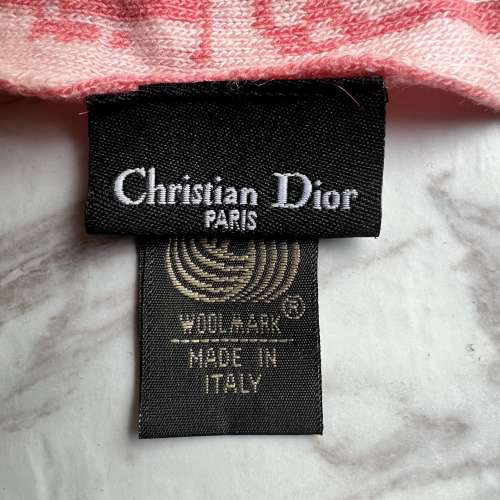 Christian Dior
PARIS
®
WOOLMARK
MADE IN
ITALY